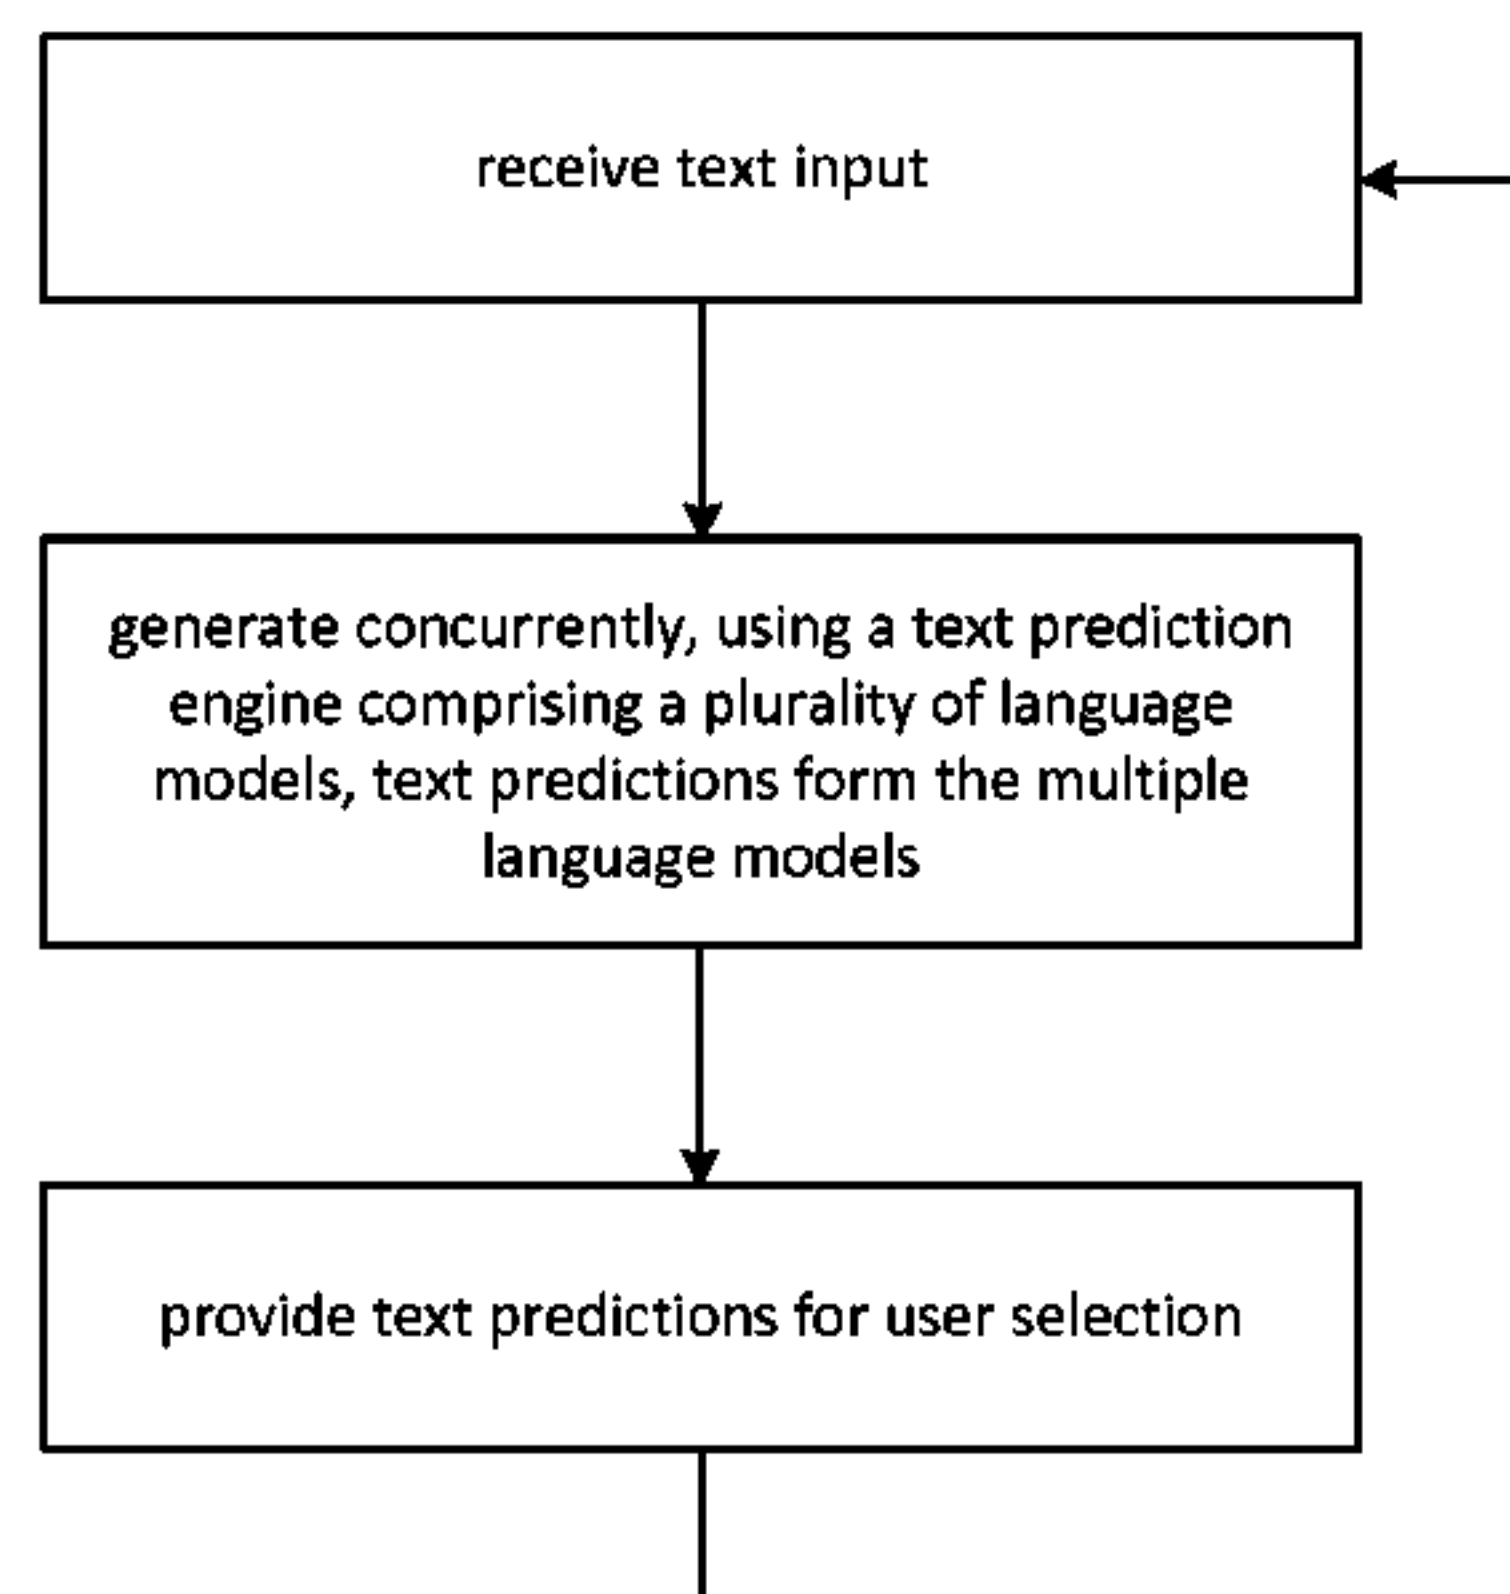 receive text input
generate concurrently, using a text prediction
engine comprising a plurality of language
models, text predictions form the multiple
language models
provide text predictions for user selection